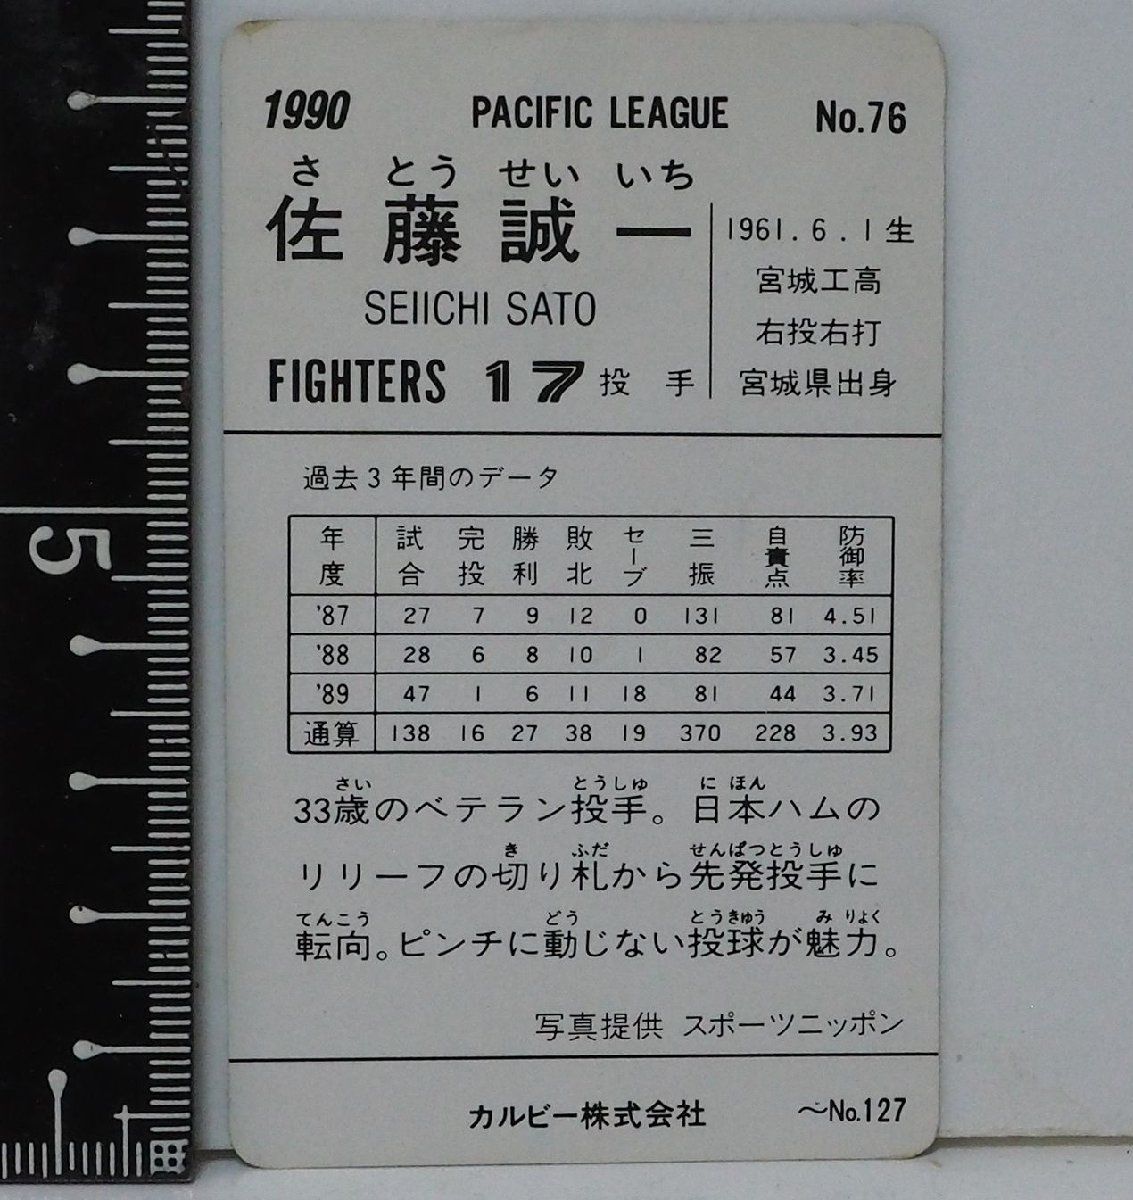 1990 PACIFIC LEAGUE No.76
さ とう せい いち
佐藤誠一
SEIICHI SATO
FIGHTERS 17 投手
1961.6.1生
宮城工高
右投右打
宮城県出身
過去3年間のデータ
年度 試合 完投 勝利 敗北 セーブ 三振 自責点 防御率
'87 27 7 9 12 0 131 81 4.51
'88 28 6 8 10 1 82 57 3.45
'89 47 1 6 11 18 81 44 3.71
通算 138 16 27 38 19 370 228 3.93
さい とうしゅ に ほん
33歳のベテラン投手。日本ハムの
き ふだ せんぱつとうしゅ
リリーフの切り札から先発投手に
てんこう どう とうきゅう み りょく
転向。ピンチに動じない投球が魅力。
写真提供 スポーツニッポン
カルビー株式会社 〜No.127
5